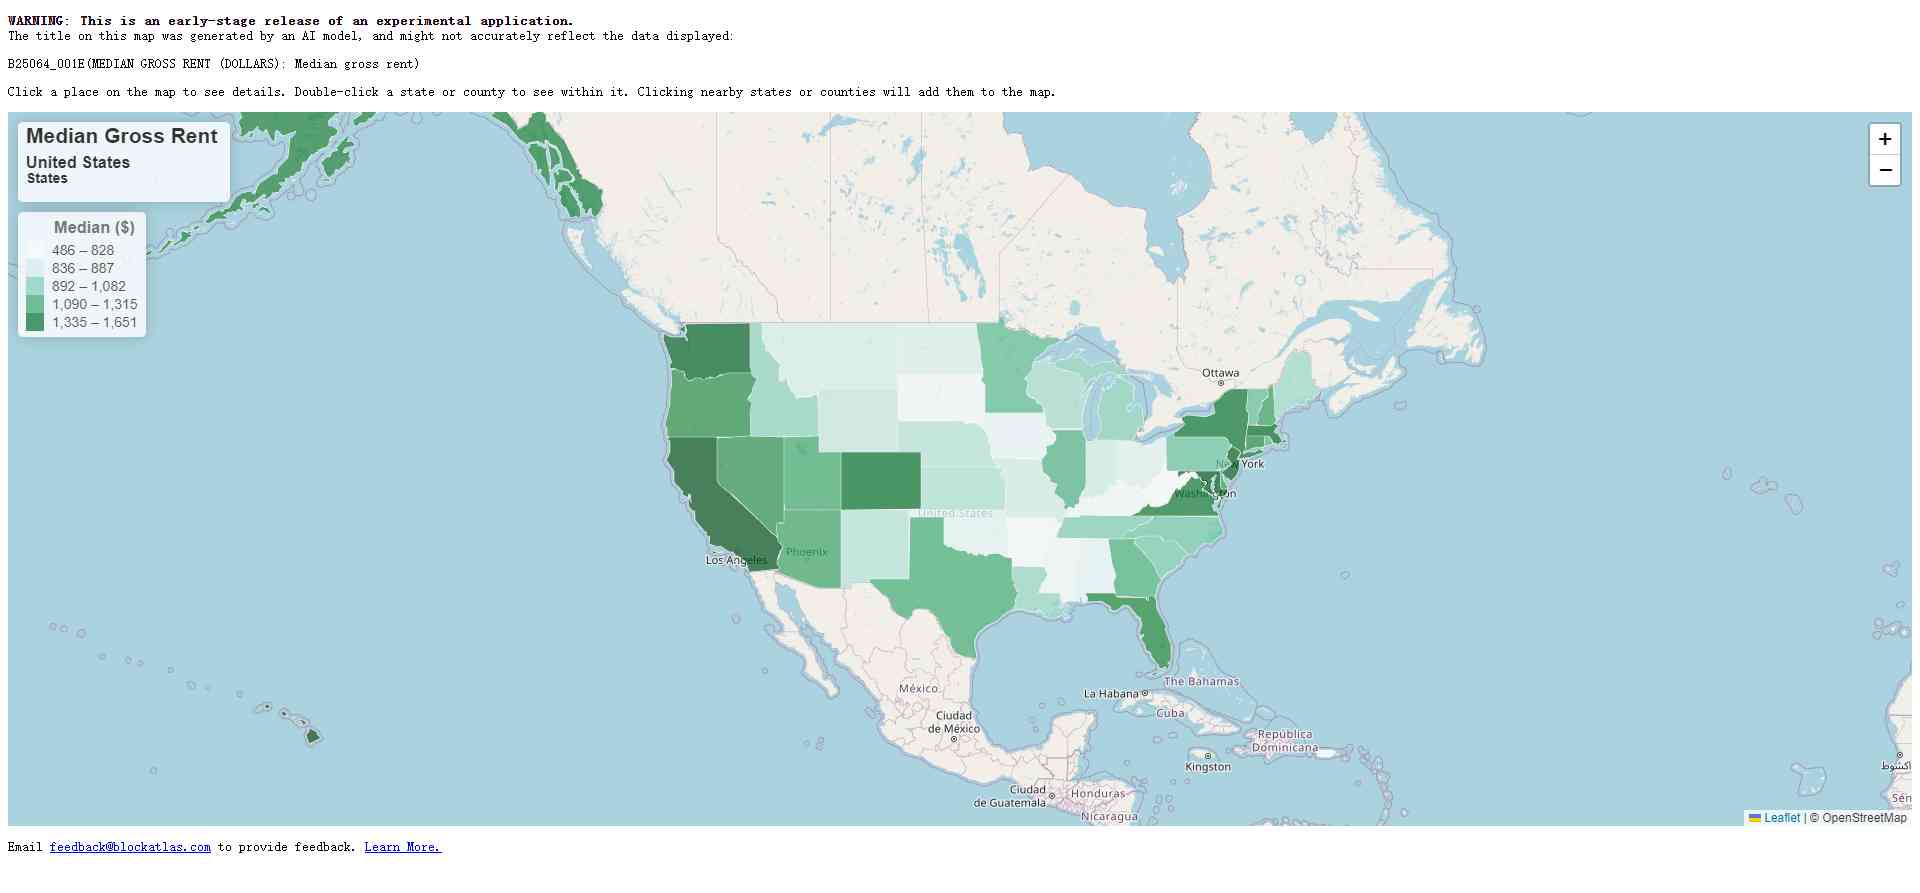 WARNING: This is an early-stage release of an experimental application.
The title on this map was generated by an AI model, and might not accurately reflect the data displayed:
B25064_001E(MEDIAN GROSS RENT (DOLLARS): Median gross rent)
Click a place on the map to see details. Double-click a state or county to see within it. Clicking nearby states or counties will add them to the map.
Median Gross Rent
United States
States
Median ($)
486 – 828
836 – 887
892 – 1,082
1,090 – 1,315
1,335 – 1,651
+
−
Ottawa
New York
Washington
United States
Phoenix
Los Angeles
México
Ciudad
de México
La Habana
The Bahamas
Cuba
República
Dominicana
Kingston
Ciudad
de Guatemala
Honduras
Nicaragua
Sén
Leaflet | © OpenStreetMap
Email feedback@blockatlas.com to provide feedback. Learn More.